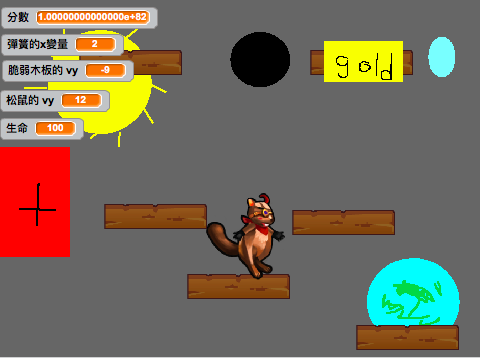 分數 1.00000000000000e+82
彈簧的x變量 2
脆弱木板的 vy -9
松鼠的 vy 12
生命 100
gold